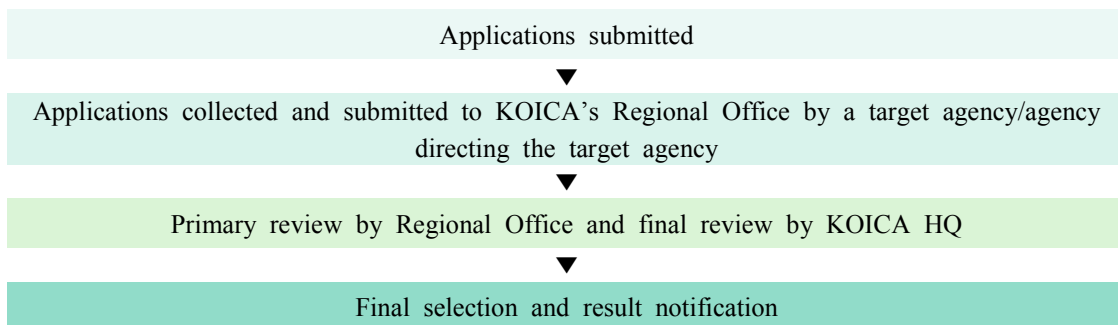 Applications submitted
▼
Applications collected and submitted to KOICA's Regional Office by a target agency/agency
directing the target agency
▼
Primary review by Regional Office and final review by KOICA HQ
▼
Final selection and result notification